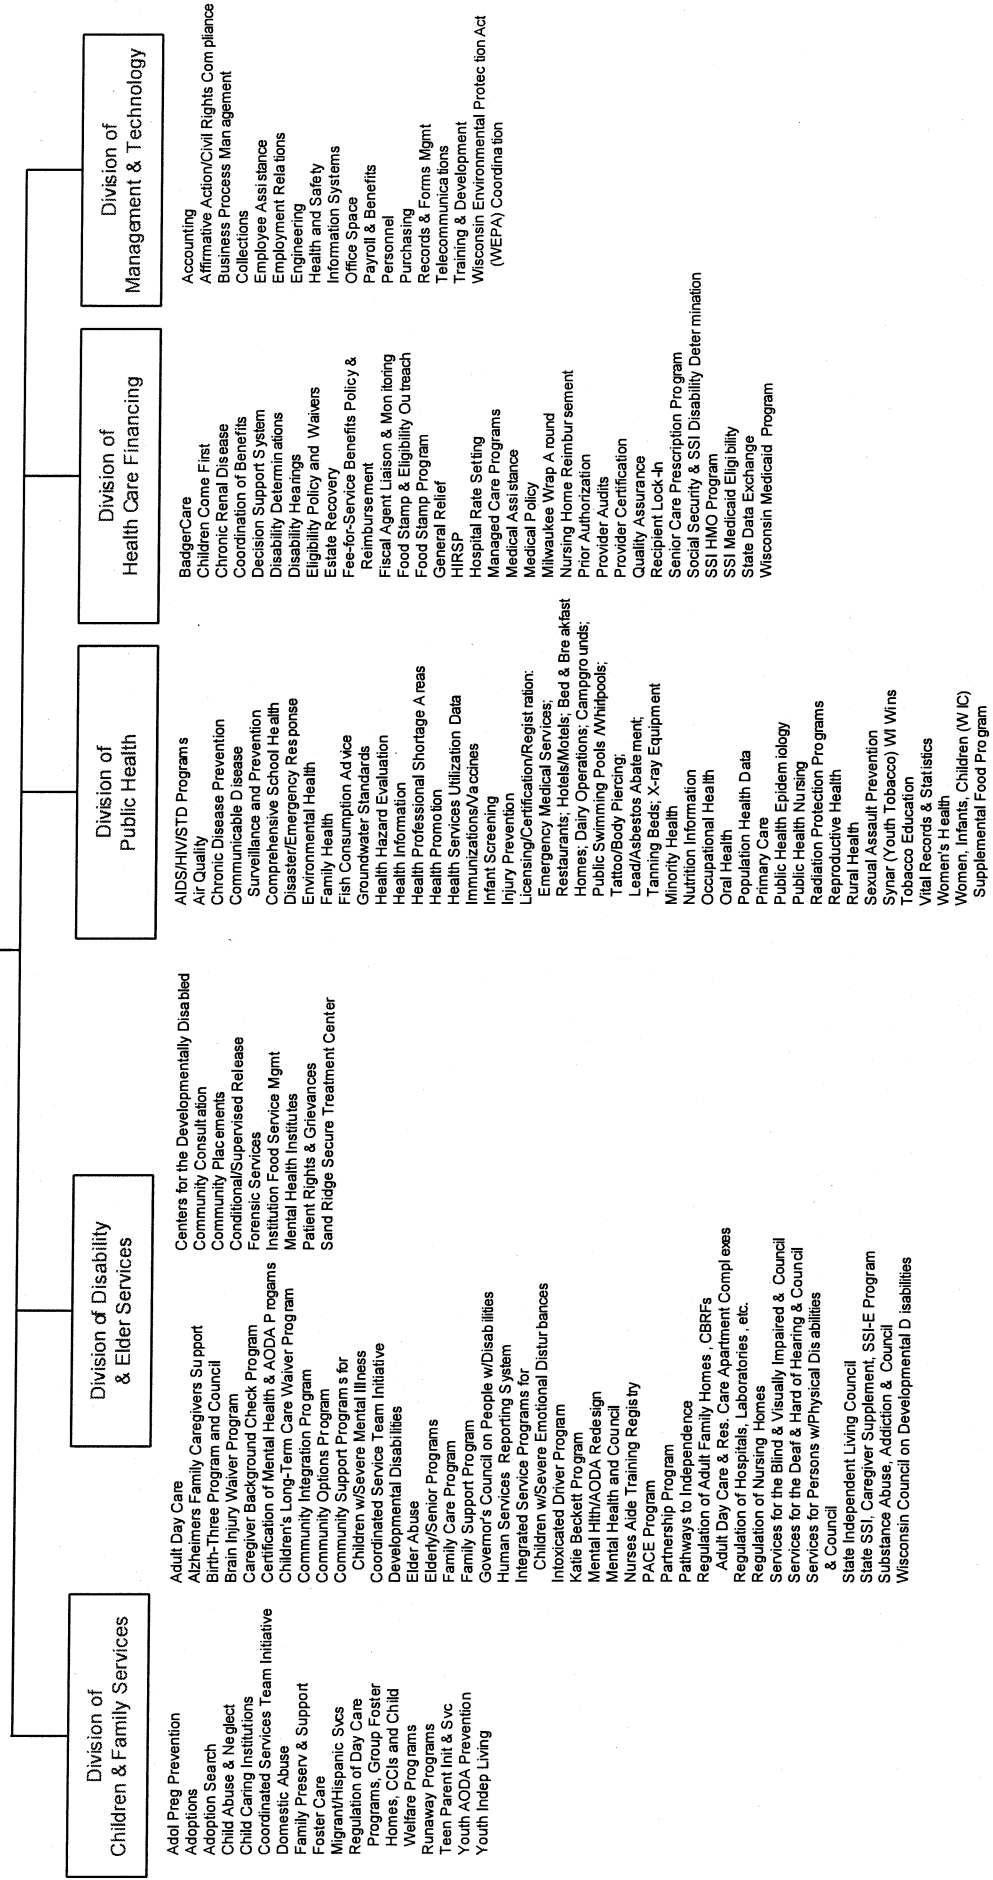 Division of
Children & Family Services
Adol Preg Prevention
Adoptions
Adoption Search
Child Abuse & Neglect
Child Caring Institutions
Coordinated Services Team Initiative
Domestic Abuse
Family Preserv & Support
Foster Care
Migrant/Hispanic Svcs
Regulation of Day Care
Programs, Group Foster
Homes, CCIs and Child
Welfare Programs
Runaway Programs
Teen Parent Init & Svc
Youth AODA Prevention
Youth Indep Living
Division of Disability
& Elder Services
Adult Day Care
Alzheimers Family Caregivers Support
Birth-Three Program and Council
Brain Injury Waiver Program
Caregiver Background Check Program
Certification of Mental Health & AODA Progams
Children's Long-Term Care Waiver Program
Community Integration Program
Community Options Program
Community Support Programs for
Children w/Severe Mental Illness
Coordinated Service Team Initiative
Developmental Disabilities
Elder Abuse
Elderly/Senior Programs
Family Care Program
Family Support Program
Governor's Council on People w/Disabilities
Human Services Reporting System
Integrated Service Programs for
Children w/Severe Emotional Disturbances
Intoxicated Driver Program
Katie Beckett Program
Mental Hlth/AODA Redesign
Mental Health and Council
Nurses Aide Training Registry
PACE Program
Partnership Program
Pathways to Independence
Regulation of Adult Family Homes, CBRFs
Adult Day Care & Res. Care Apartment Complexes
Regulation of Hospitals, Laboratories, etc.
Regulation of Nursing Homes
Services for the Blind & Visually Impaired & Council
Services for the Deaf & Hard of Hearing & Council
Services for Persons w/Physical Disabilities
& Council
State Independent Living Council
State SSI, Caregiver Supplement, SSI-E Program
Substance Abuse, Addiction & Council
Wisconsin Council on Developmental Disabilities
Centers for the Developmentally Disabled
Community Consultation
Community Placements
Conditional/Supervised Release
Forensic Services
Institution Food Service Mgmt
Mental Health Institutes
Patient Rights & Grievances
Sand Ridge Secure Treatment Center
Division of
Public Health
AIDS/HIV/STD Programs
Air Quality
Chronic Disease Prevention
Communicable Disease
Surveillance and Prevention
Comprehensive School Health
Disaster/Emergency Response
Environmental Health
Family Health
Fish Consumption Advice
Groundwater Standards
Health Hazard Evaluation
Health Information
Health Professional Shortage Areas
Health Promotion
Health Services Utilization Data
Immunizations/Vaccines
Infant Screening
Injury Prevention
Licensing/Certification/Registration:
Emergency Medical Services;
Restaurants; Hotels/Motels; Bed & Breakfast
Homes; Dairy Operations; Campgrounds;
Public Swimming Pools/Whirlpools;
Tattoo/Body Piercing;
Lead/Asbestos Abatement;
Tanning Beds; X-ray Equipment
Minority Health
Nutrition Information
Occupational Health
Oral Health
Population Health Data
Primary Care
Public Health Epidemiology
Public Health Nursing
Radiation Protection Programs
Reproductive Health
Rural Health
Sexual Assault Prevention
Synar (Youth Tobacco) WI Wins
Tobacco Education
Vital Records & Statistics
Women's Health
Women, Infants, Children (WIC)
Supplemental Food Program
Division of
Health Care Financing
BadgerCare
Children Come First
Chronic Renal Disease
Coordination of Benefits
Decision Support System
Disability Determinations
Disability Hearings
Eligibility Policy and Waivers
Estate Recovery
Fee-for-Service Benefits Policy &
Reimbursement
Fiscal Agent Liaison & Monitoring
Food Stamp & Eligibility Outreach
Food Stamp Program
General Relief
HIRSP
Hospital Rate Setting
Managed Care Programs
Medical Assistance
Medical Policy
Milwaukee Wrap Around
Nursing Home Reimbursement
Prior Authorization
Provider Audits
Provider Certification
Quality Assurance
Recipient Lock-In
Senior Care Prescription Program
Social Security & SSI Disability Determination
SSI HMO Program
SSI Medicaid Eligibility
State Data Exchange
Wisconsin Medicaid Program
Division of
Management & Technology
Accounting
Affirmative Action/Civil Rights Compliance
Business Process Management
Collections
Employee Assistance
Employment Relations
Engineering
Health and Safety
Information Systems
Office Space
Payroll & Benefits
Personnel
Purchasing
Records & Forms Mgmt
Telecommunications
Training & Development
Wisconsin Environmental Protection Act
(WEPA) Coordination